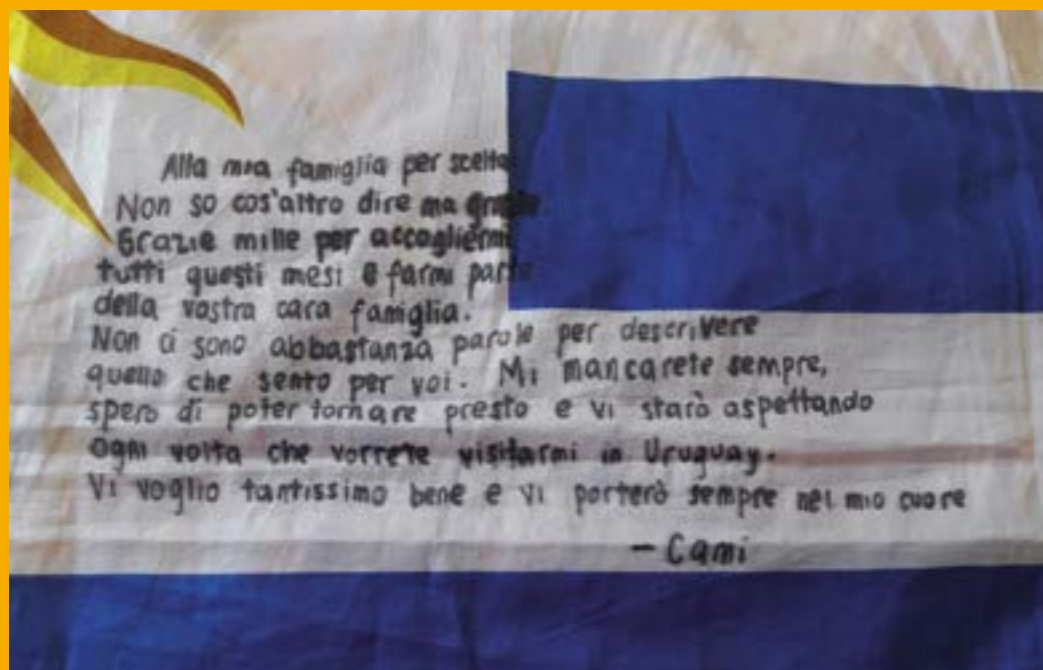 Alla mia famiglia per scelta
Non so cos'altro dire ma grazie
Grazie mille per accogliermi
tutti questi mesi e farmi parte
della vostra cara famiglia.
Non ci sono abbastanza parole per descrivere
quello che sento per voi. Mi mancarete sempre,
spero di poter tornare presto e vi starò aspettando
ogni volta che vorrete visitarmi in Uruguay.
Vi voglio tantissimo bene e vi porterò sempre nel mio cuore
- Cami